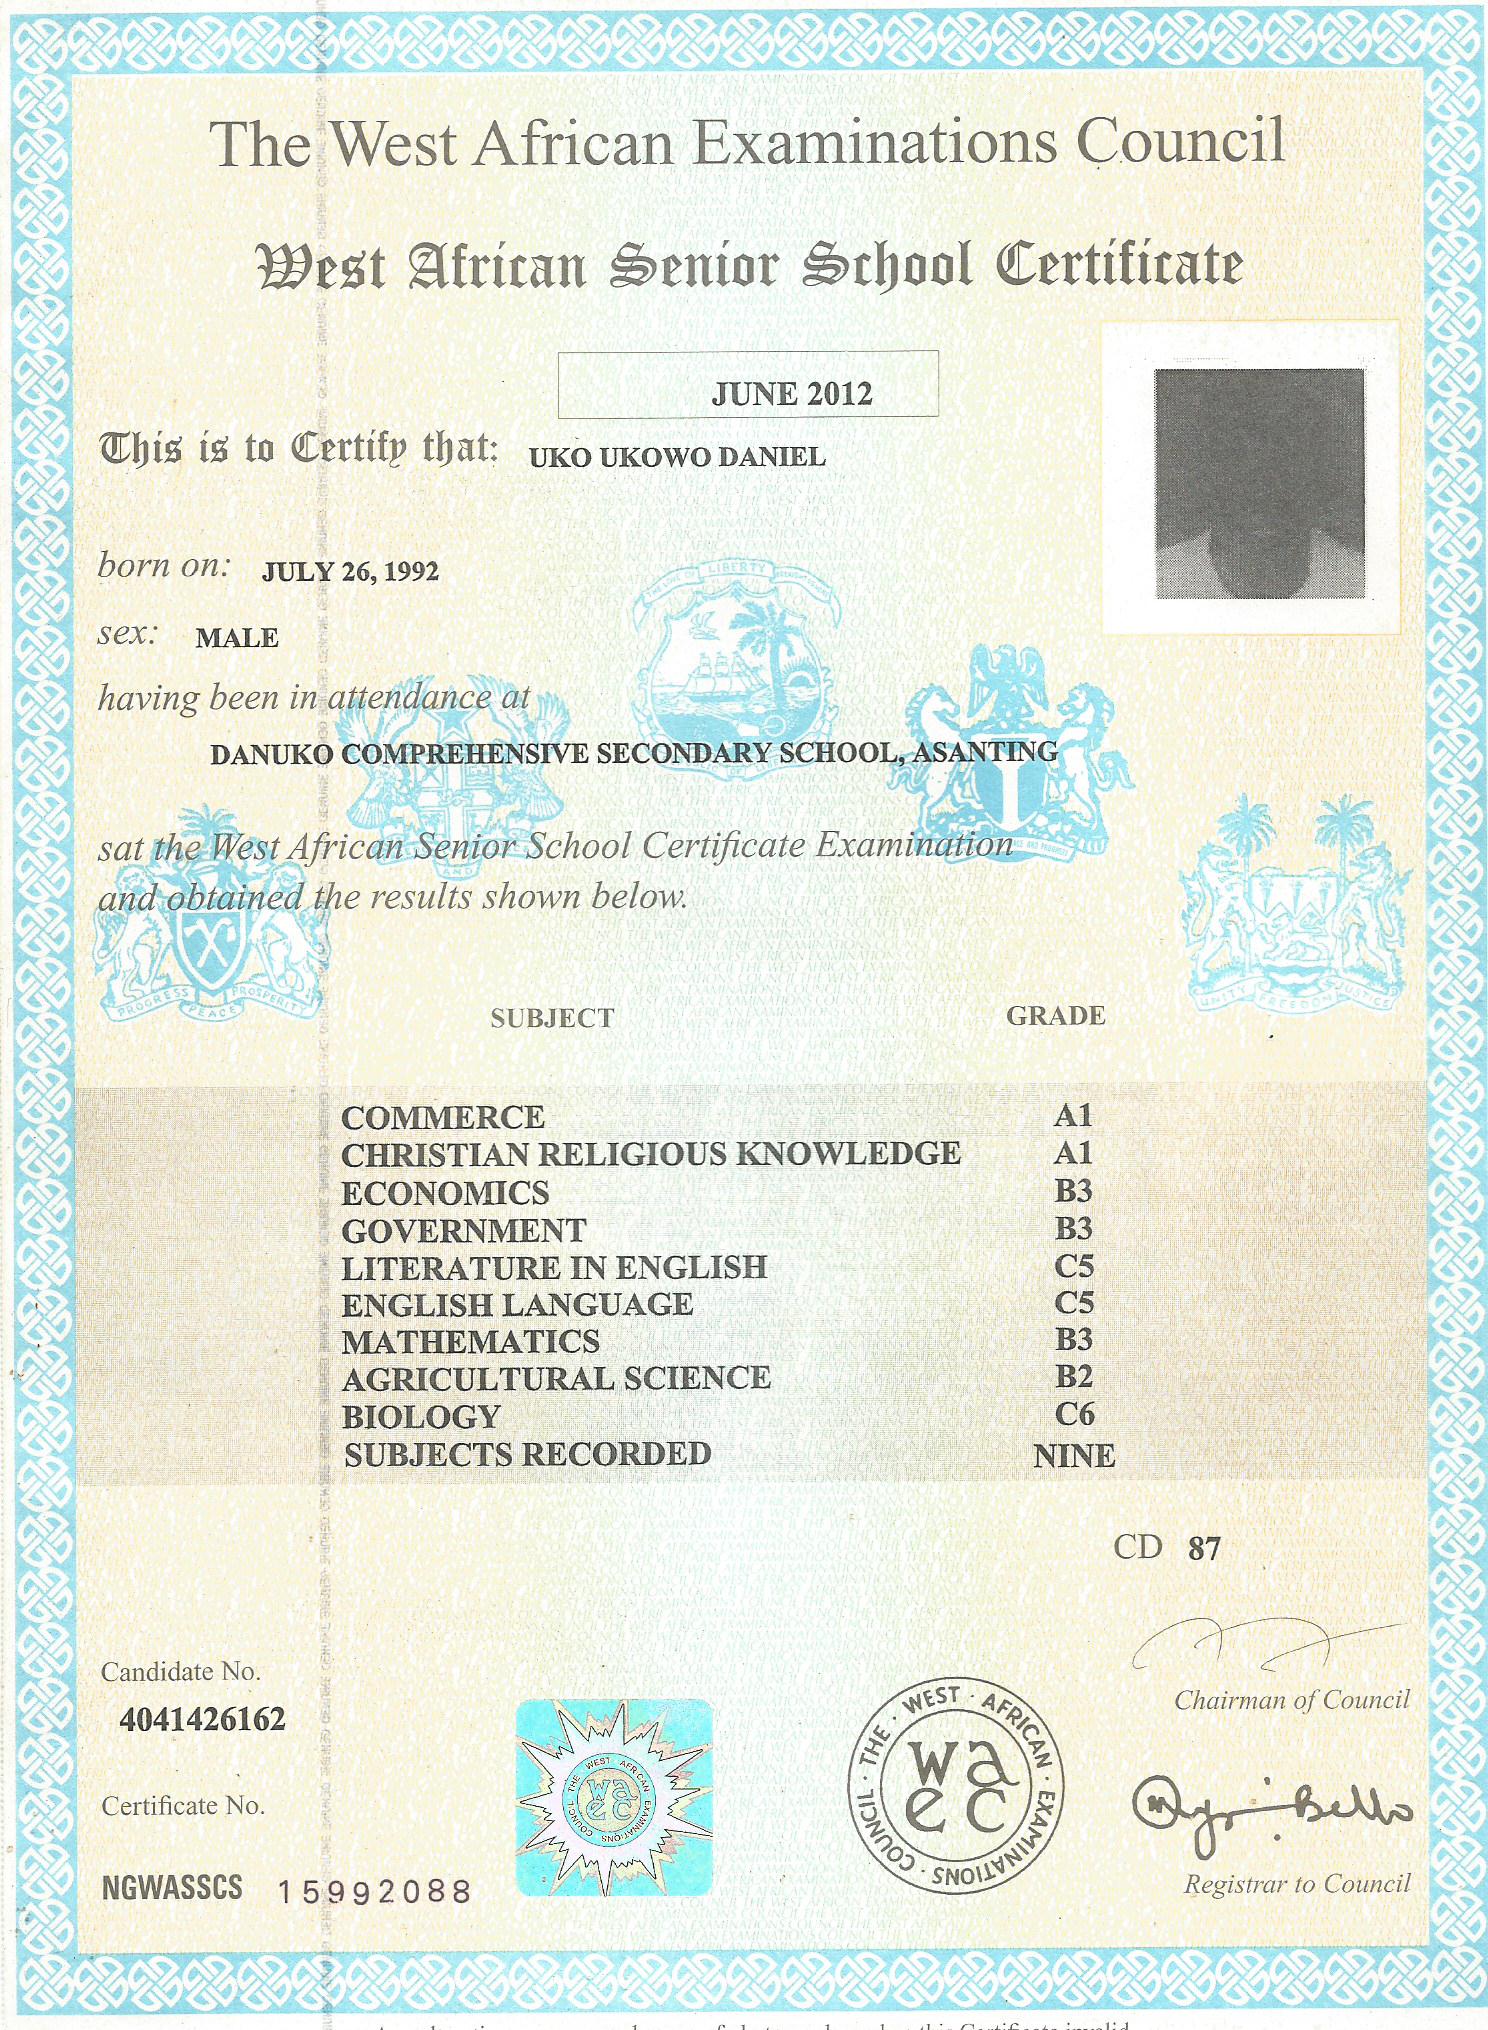 The West African Examinations Council
West African Senior School Certificate
JUNE 2012
This is to Certify that: UKO UKOWO DANIEL
born on: JULY 26, 1992
sex: MALE
having been in attendance at
DANUKO COMPREHENSIVE SECONDARY SCHOOL, ASANTING
sat the West African Senior School Certificate Examination
and obtained the results shown below.
LIBERTY
PROGRESS PEACE PROSPERITY
UNITY FREEDOM JUSTICE
SUBJECT GRADE
COMMERCE A1
CHRISTIAN RELIGIOUS KNOWLEDGE A1
ECONOMICS B3
GOVERNMENT B3
LITERATURE IN ENGLISH C5
ENGLISH LANGUAGE C5
MATHEMATICS B3
AGRICULTURAL SCIENCE B2
BIOLOGY C6
SUBJECTS RECORDED NINE
CD 87
Candidate No.
4041426162
Certificate No.
NGWASSCS 15992088
THE WEST AFRICAN EXAMINATIONS COUNCIL
waec
THE · WEST · AFRICAN · EXAMINATIONS · COUNCIL ·
waec
Chairman of Council
Bello
Registrar to Council